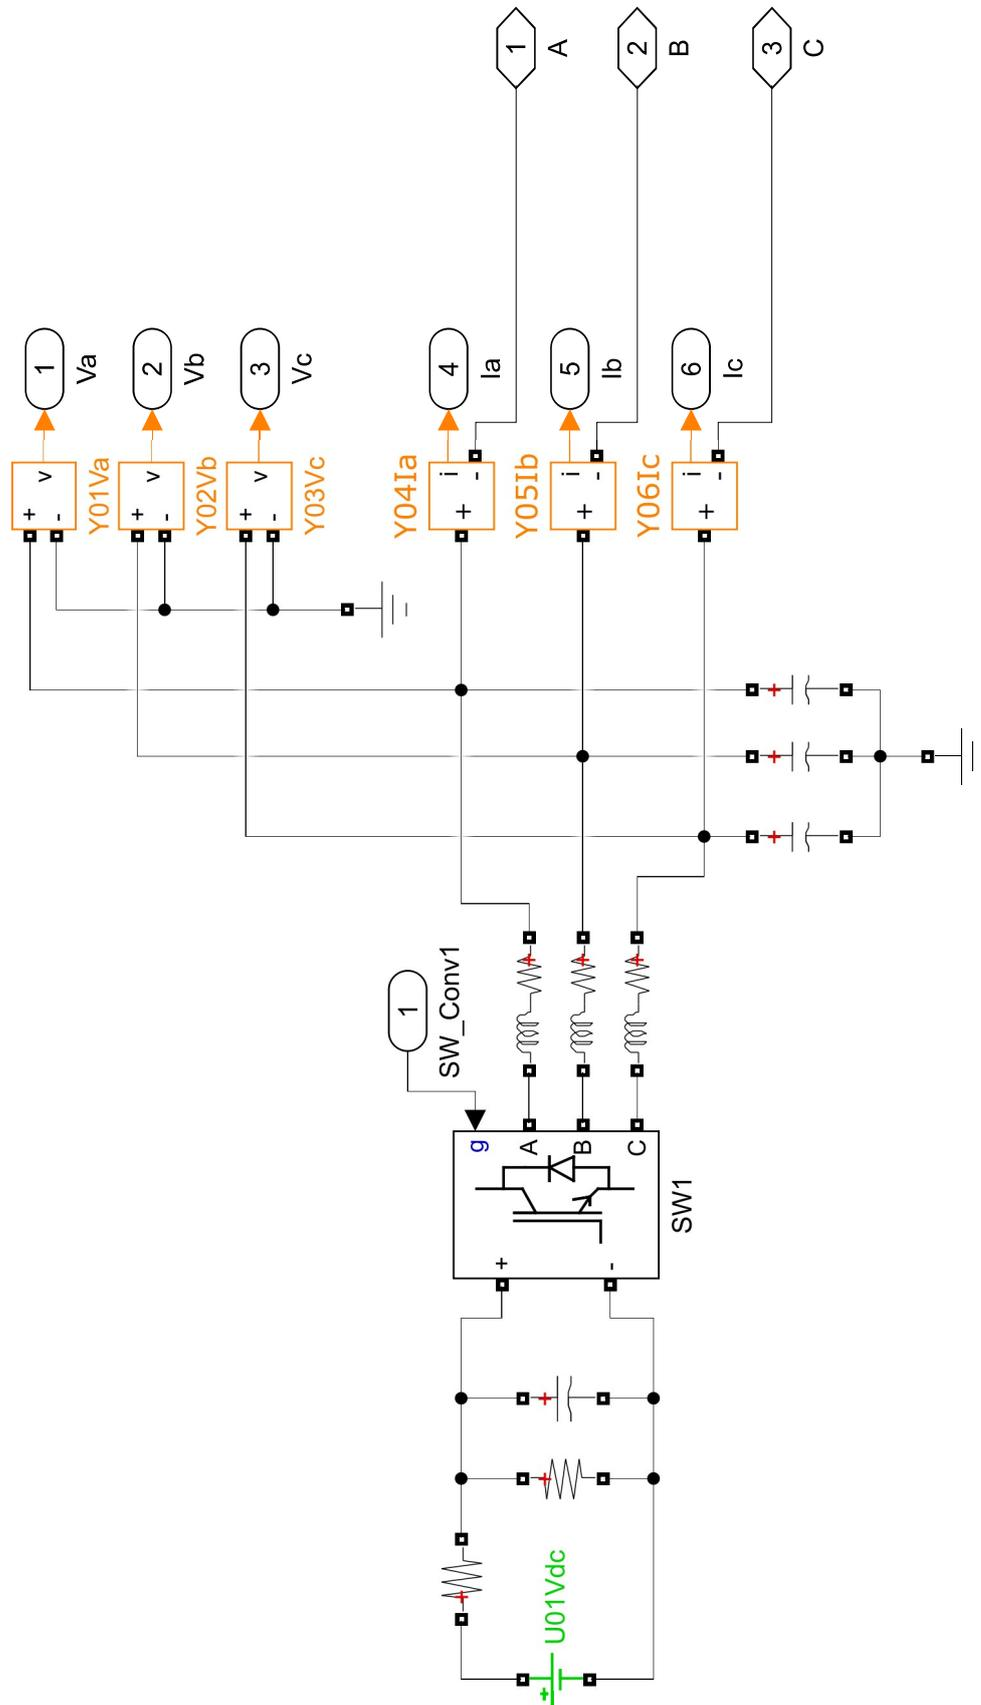 U01Vdc
+
-
SW1
g
A
B
C
1
SW_Conv1
+
-
v
Y01Va
1
Va
+
-
v
Y02Vb
2
Vb
+
-
v
Y03Vc
3
Vc
Y04Ia
+
i
-
4
Ia
Y05Ib
+
i
-
5
Ib
Y06Ic
+
i
-
6
Ic
1
A
2
B
3
C
+
+
+
+
+
+
+
+
+
+